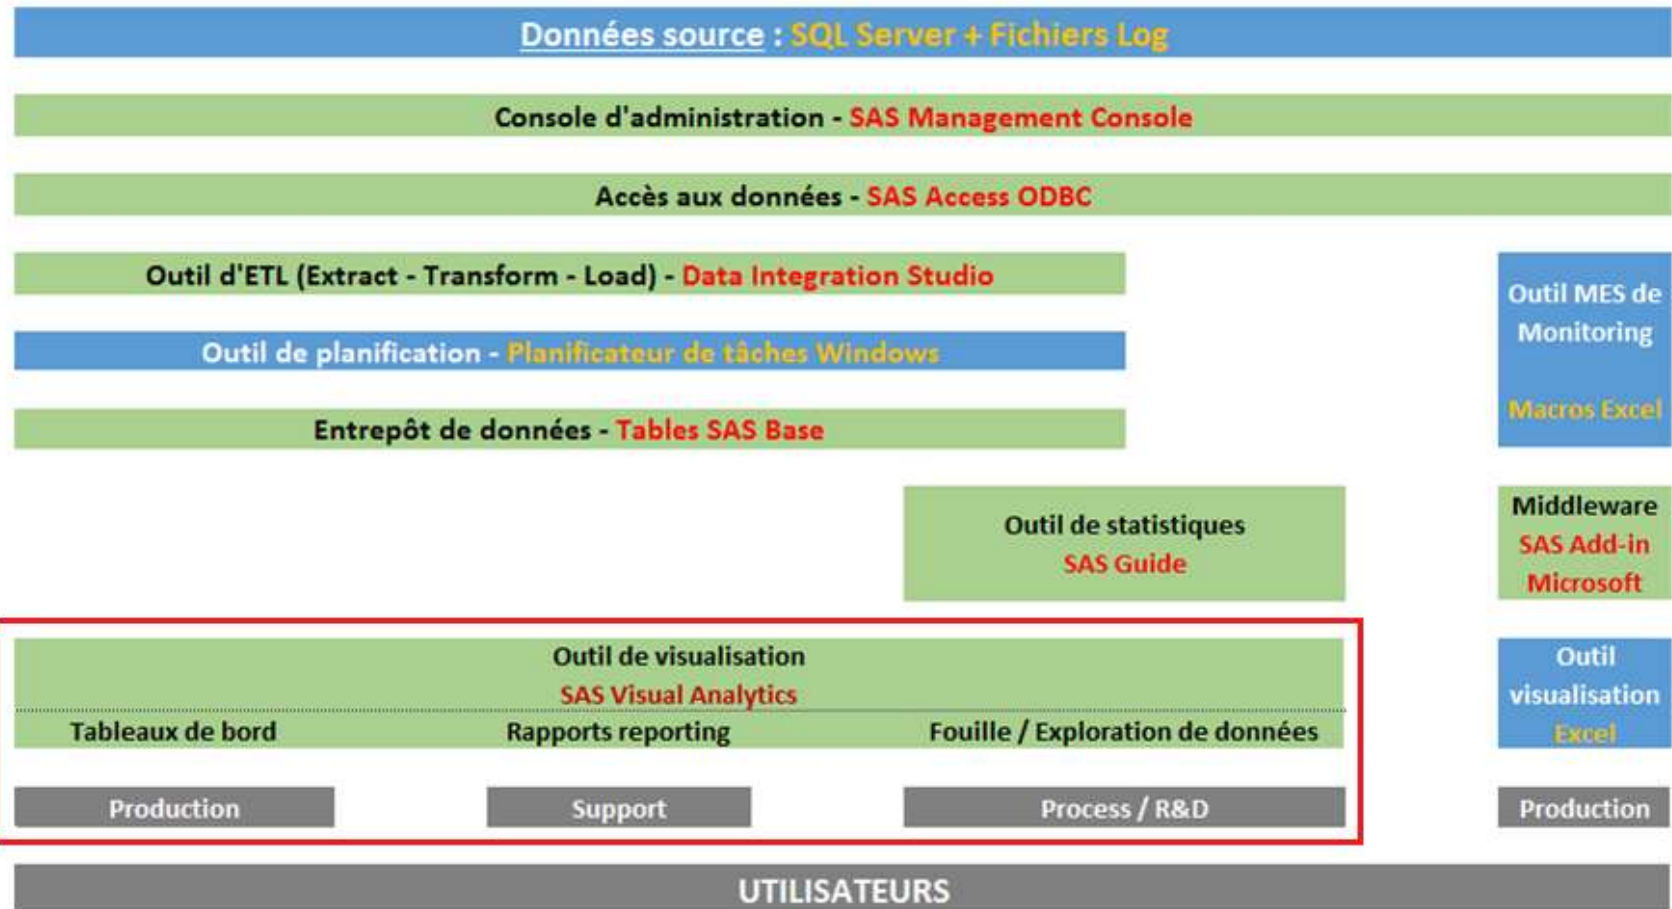 Données source : SQL Server + Fichiers Log
Console d'administration - SAS Management Console
Accès aux données - SAS Access ODBC
Outil d'ETL (Extract - Transform - Load) - Data Integration Studio
Outil de planification - Planificateur de tâches Windows
Entrepôt de données - Tables SAS Base
Outil MES de
Monitoring
Macros Excel
Outil de statistiques
SAS Guide
Middleware
SAS Add-in
Microsoft
Outil de visualisation
SAS Visual Analytics
Tableaux de bord
Rapports reporting
Fouille / Exploration de données
Outil
visualisation
Excel
Production
Support
Process / R&D
Production
UTILISATEURS